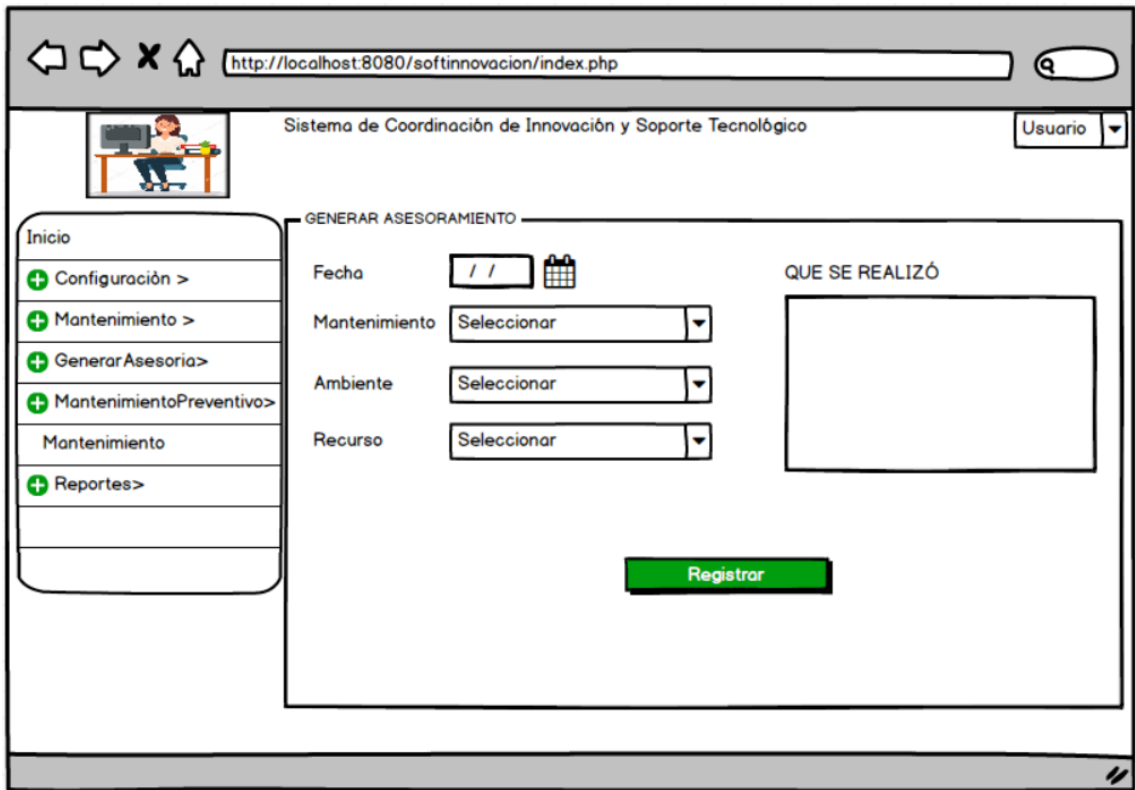 http://localhost:8080/softinnovacion/index.php
Sistema de Coordinación de Innovación y Soporte Tecnológico
Usuario
Inicio
Configuraciòn >
Mantenimiento >
GenerarAsesoria>
MantenimientoPreventivo>
Mantenimiento
Reportes>
GENERAR ASESORAMIENTO
Fecha
/ /
Mantenimiento
Seleccionar
Ambiente
Seleccionar
Recurso
Seleccionar
QUE SE REALIZÓ
Registrar